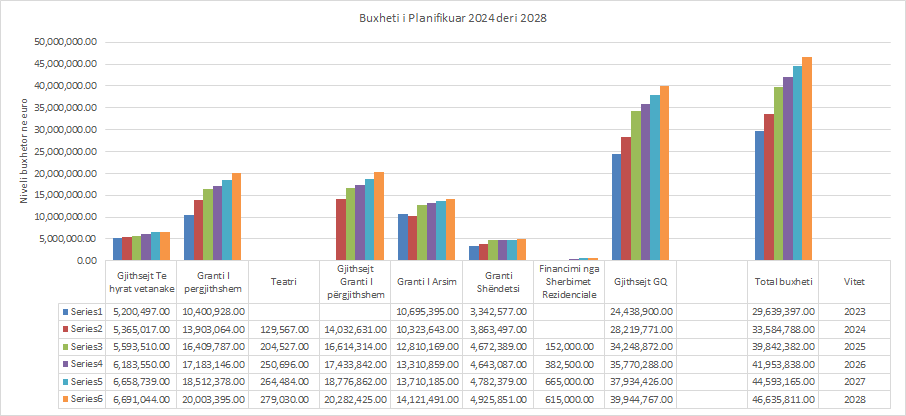 Buxheti i Planifikuar 2024 deri 2028
Niveli buxhetor ne euro
50,000,000.00
45,000,000.00
40,000,000.00
35,000,000.00
30,000,000.00
25,000,000.00
20,000,000.00
15,000,000.00
10,000,000.00
5,000,000.00
0.00
Gjithsejt Te hyrat vetanake Granti I pergjithshem Teatri Gjithsejt Granti I përgjithshem Granti I Arsim Granti Shëndetsi Financimi nga Sherbimet Rezidenciale Gjithsejt GQ Total buxheti Vitet
Series1 5,200,497.00 10,400,928.00 10,695,395.00 3,342,577.00 24,438,900.00 29,639,397.00 2023
Series2 5,365,017.00 13,903,064.00 129,567.00 14,032,631.00 10,323,643.00 3,863,497.00 28,219,771.00 33,584,788.00 2024
Series3 5,593,510.00 16,409,787.00 204,527.00 16,614,314.00 12,810,169.00 4,672,389.00 152,000.00 34,248,872.00 39,842,382.00 2025
Series4 6,183,550.00 17,183,146.00 250,696.00 17,433,842.00 13,310,859.00 4,643,087.00 382,500.00 35,770,288.00 41,953,838.00 2026
Series5 6,658,739.00 18,512,378.00 264,484.00 18,776,862.00 13,710,185.00 4,782,379.00 665,000.00 37,934,426.00 44,593,165.00 2027
Series6 6,691,044.00 20,003,395.00 279,030.00 20,282,425.00 14,121,491.00 4,925,851.00 615,000.00 39,944,767.00 46,635,811.00 2028